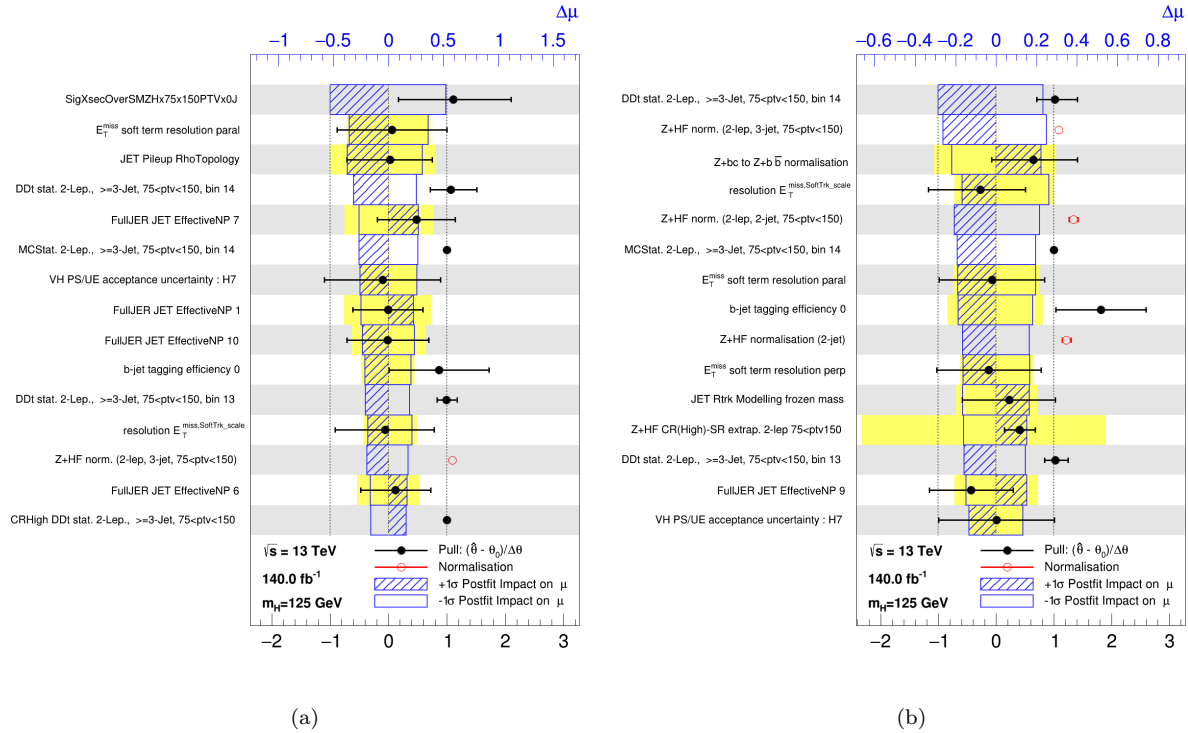 Δμ
−1 −0.5 0 0.5 1 1.5
SigXsecOverSMZHx75x150PTVx0J
E_T^miss soft term resolution paral
JET Pileup RhoTopology
DDt stat. 2-Lep., >=3-Jet, 75<ptv<150, bin 14
FullJER JET EffectiveNP 7
MCStat. 2-Lep., >=3-Jet, 75<ptv<150, bin 14
VH PS/UE acceptance uncertainty : H7
FullJER JET EffectiveNP 1
FullJER JET EffectiveNP 10
b-jet tagging efficiency 0
DDt stat. 2-Lep., >=3-Jet, 75<ptv<150, bin 13
resolution E_T^miss,SoftTrk_scale
Z+HF norm. (2-lep, 3-jet, 75<ptv<150)
FullJER JET EffectiveNP 6
CRHigh DDt stat. 2-Lep., >=3-Jet, 75<ptv<150
√s = 13 TeV
140.0 fb⁻¹
m_H=125 GeV
Pull: (θ̂ - θ₀)/Δθ
Normalisation
+1σ Postfit Impact on μ
-1σ Postfit Impact on μ
−2 −1 0 1 2 3
(a)
Δμ
−0.6 −0.4 −0.2 0 0.2 0.4 0.6 0.8
DDt stat. 2-Lep., >=3-Jet, 75<ptv<150, bin 14
Z+HF norm. (2-lep, 3-jet, 75<ptv<150)
Z+bc to Z+b b̅ normalisation
resolution E_T^miss,SoftTrk_scale
Z+HF norm. (2-lep, 2-jet, 75<ptv<150)
MCStat. 2-Lep., >=3-Jet, 75<ptv<150, bin 14
E_T^miss soft term resolution paral
b-jet tagging efficiency 0
Z+HF normalisation (2-jet)
E_T^miss soft term resolution perp
JET Rtrk Modelling frozen mass
Z+HF CR(High)-SR extrap. 2-lep 75<ptv150
DDt stat. 2-Lep., >=3-Jet, 75<ptv<150, bin 13
FullJER JET EffectiveNP 9
VH PS/UE acceptance uncertainty : H7
√s = 13 TeV
140.0 fb⁻¹
m_H=125 GeV
Pull: (θ̂ - θ₀)/Δθ
Normalisation
+1σ Postfit Impact on μ
-1σ Postfit Impact on μ
−2 −1 0 1 2 3
(b)